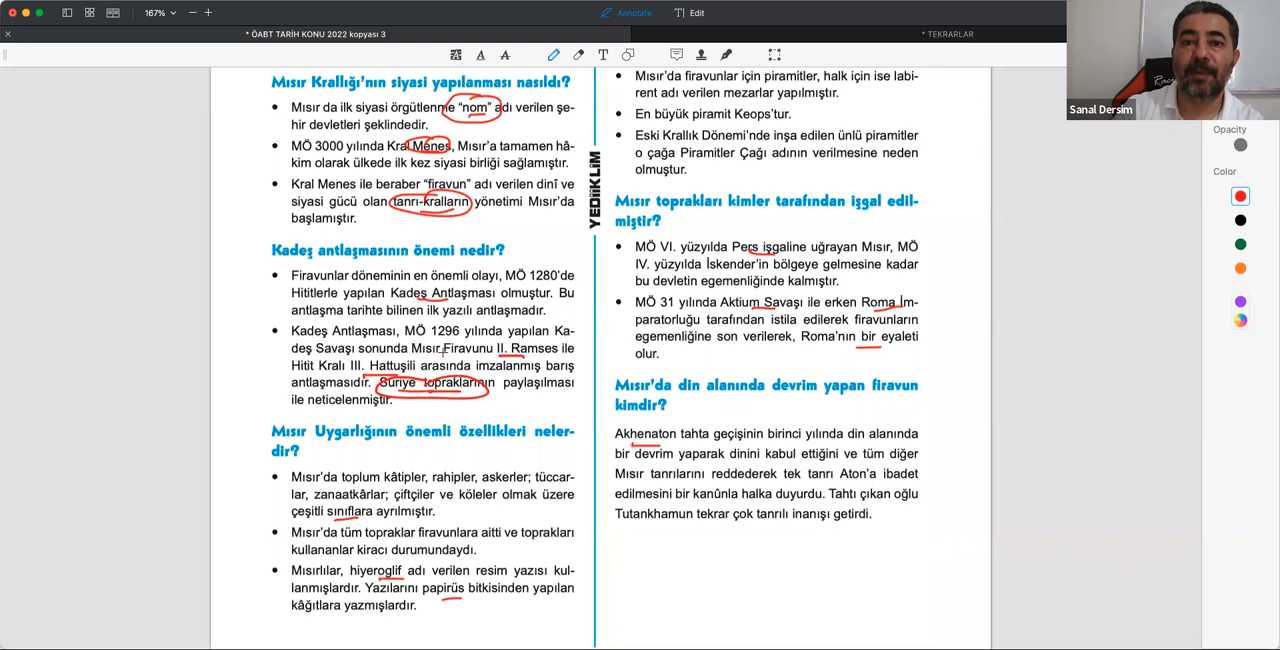 167%
Annotate
Edit
* ÖABT TARİH KONU 2022 kopyası 3
* TEKRARLAR
Sanal Dersim
Opacity
Color
Mısır Krallığı'nın siyasi yapılanması nasıldı?
Mısır da ilk siyasi örgütlenme "nom" adı verilen şe-
hir devletleri şeklindedir.
MÖ 3000 yılında Kral Menes, Mısır'a tamamen hâ-
kim olarak ülkede ilk kez siyasi birliği sağlamıştır.
Kral Menes ile beraber "firavun" adı verilen dinî ve
siyasi gücü olan tanrı-kralların yönetimi Mısır'da
başlamıştır.
Kadeş antlaşmasının önemi nedir?
Firavunlar döneminin en önemli olayı, MÖ 1280'de
Hititlerle yapılan Kadeş Antlaşması olmuştur. Bu
antlaşma tarihte bilinen ilk yazılı antlaşmadır.
Kadeş Antlaşması, MÖ 1296 yılında yapılan Ka-
deş Savaşı sonunda Mısır Firavunu II. Ramses ile
Hitit Kralı III. Hattuşili arasında imzalanmış barış
antlaşmasıdır. Suriye topraklarının paylaşılması
ile neticelenmiştir.
Mısır Uygarlığının önemli özellikleri neler-
dir?
Mısır'da toplum kâtipler, rahipler, askerler; tüccar-
lar, zanaatkârlar; çiftçiler ve köleler olmak üzere
çeşitli sınıflara ayrılmıştır.
Mısır'da tüm topraklar firavunlara aitti ve toprakları
kullananlar kiracı durumundaydı.
Mısırlılar, hiyeroglif adı verilen resim yazısı kul-
lanmışlardır. Yazılarını papirüs bitkisinden yapılan
kâğıtlara yazmışlardır.
YEDİİKLİM
Mısır'da firavunlar için piramitler, halk için ise labi-
rent adı verilen mezarlar yapılmıştır.
En büyük piramit Keops'tur.
Eski Krallık Dönemi'nde inşa edilen ünlü piramitler
o çağa Piramitler Çağı adının verilmesine neden
olmuştur.
Mısır toprakları kimler tarafından işgal edil-
miştir?
MÖ VI. yüzyılda Pers işgaline uğrayan Mısır, MÖ
IV. yüzyılda İskender'in bölgeye gelmesine kadar
bu devletin egemenliğinde kalmıştır.
MÖ 31 yılında Aktium Savaşı ile erken Roma İm-
paratorluğu tarafından istila edilerek firavunların
egemenliğine son verilerek, Roma'nın bir eyaleti
olur.
Mısır'da din alanında devrim yapan firavun
kimdir?
Akhenaton tahta geçişinin birinci yılında din alanında
bir devrim yaparak dinini kabul ettiğini ve tüm diğer
Mısır tanrılarını reddederek tek tanrı Aton'a ibadet
edilmesini bir kanûnla halka duyurdu. Tahtı çıkan oğlu
Tutankhamun tekrar çok tanrılı inanışı getirdi.